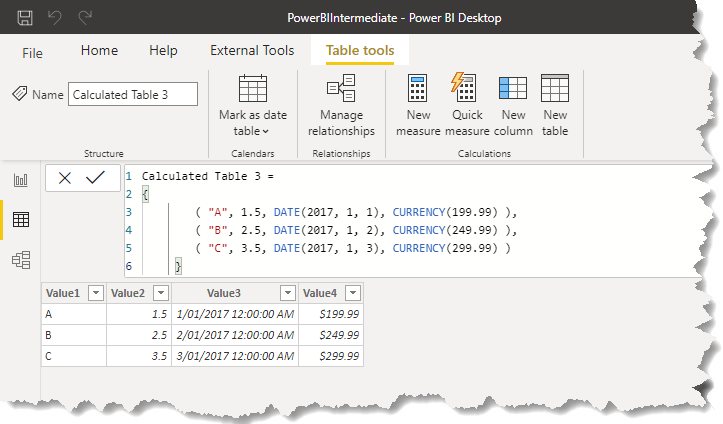 PowerBIIntermediate - Power BI Desktop
File Home Help External Tools Table tools
Name Calculated Table 3
Mark as date table
Manage relationships
New measure
Quick measure
New column
New table
Structure Calendars Relationships Calculations
1 Calculated Table 3 =
2 {
3 ( "A", 1.5, DATE(2017, 1, 1), CURRENCY(199.99) ),
4 ( "B", 2.5, DATE(2017, 1, 2), CURRENCY(249.99) ),
5 ( "C", 3.5, DATE(2017, 1, 3), CURRENCY(299.99) )
6 }
Value1 Value2 Value3 Value4
A 1.5 1/01/2017 12:00:00 AM $199.99
B 2.5 2/01/2017 12:00:00 AM $249.99
C 3.5 3/01/2017 12:00:00 AM $299.99